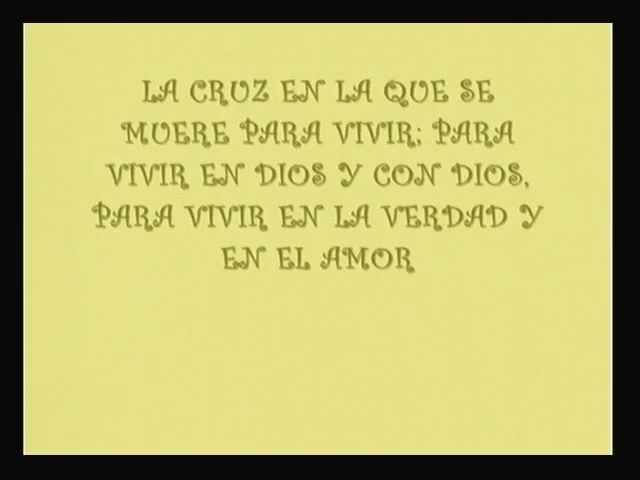 LA CRUZ EN LA QUE SE
MUERE PARA VIVIR; PARA
VIVIR EN DIOS Y CON DIOS,
PARA VIVIR EN LA VERDAD Y
EN EL AMOR